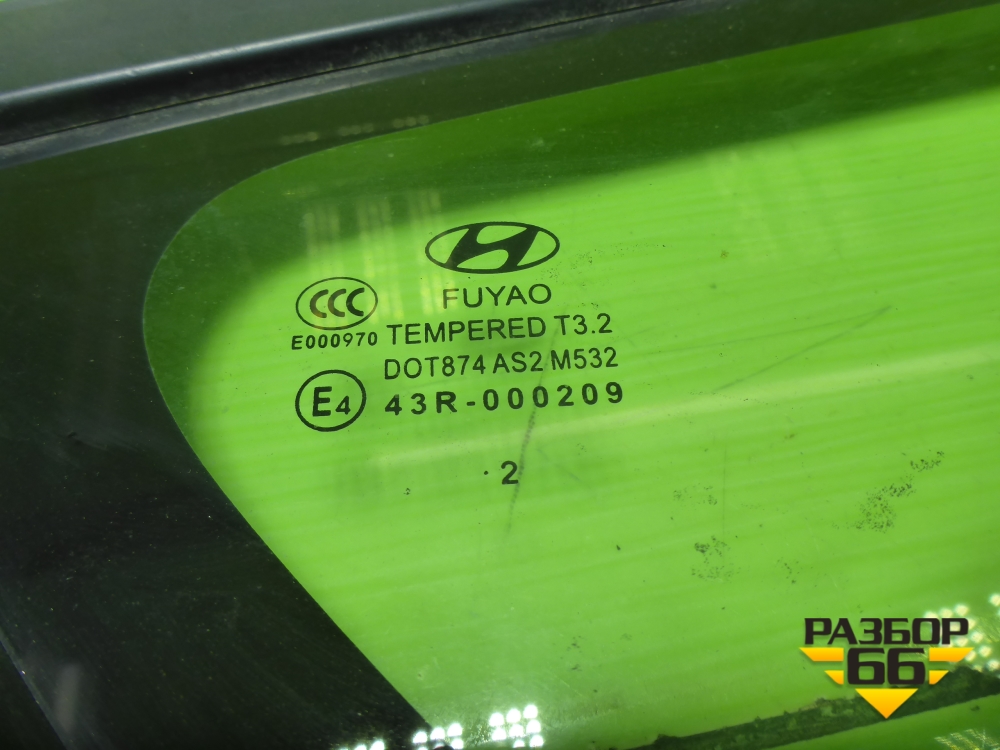 FUYAO
CCC
E000970 TEMPERED T3.2
DOT874 AS2 M532
E4 43R-000209
· 2
РАЗБОР
66